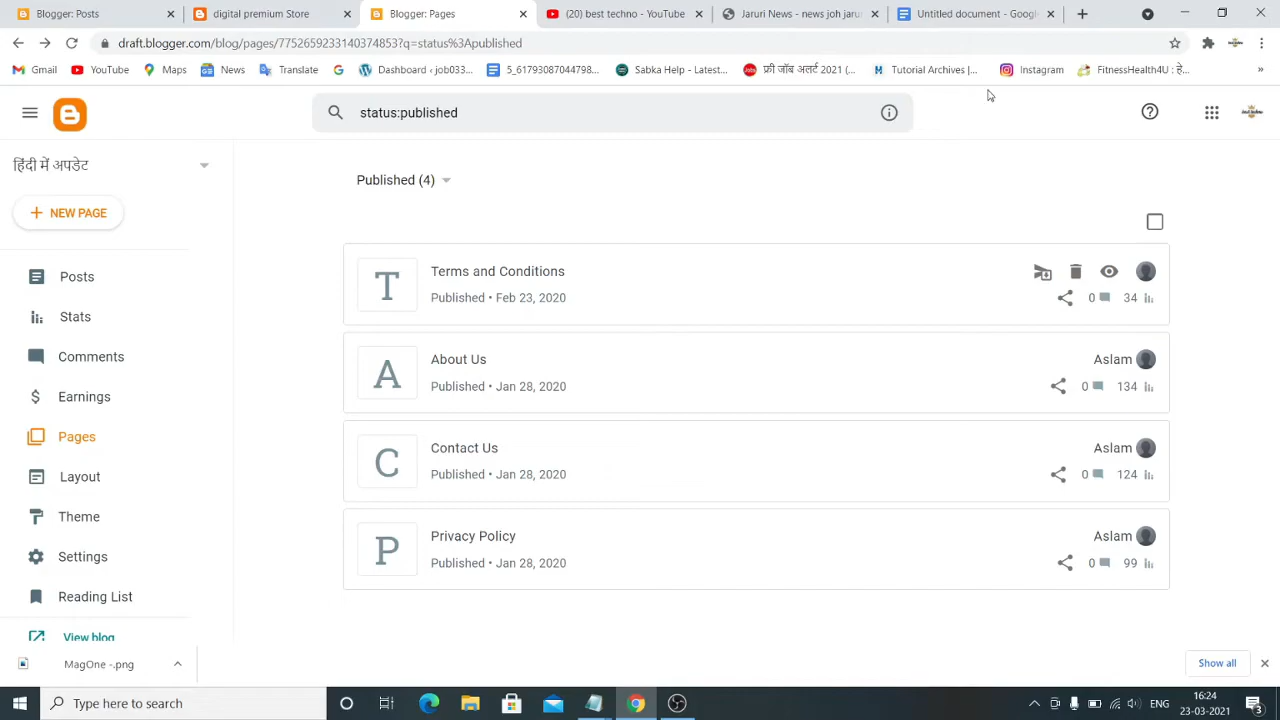 Blogger: Posts
digital premium Store
Blogger: Pages
(20) best techno - YouTube
Jaruri News - news joh jaru
Untitled document - Google
draft.blogger.com/blog/pages/7752659233140374853?q=status%3Apublished
Gmail
YouTube
Maps
News
Translate
Dashboard ‹ job033...
5_61793087044798...
Sabka Help - Latest...
फ्री जॉब अलर्ट 2021 (...
Tutorial Archives |...
Instagram
FitnessHealth4U : हे...
»
status:published
हिंदी में अपडेट
Published (4)
+ NEW PAGE
Posts
Stats
Comments
Earnings
Pages
Layout
Theme
Settings
Reading List
View blog
T
Terms and Conditions
Published • Feb 23, 2020
0
34
A
About Us
Aslam
Published • Jan 28, 2020
0
134
C
Contact Us
Aslam
Published • Jan 28, 2020
0
124
P
Privacy Policy
Aslam
Published • Jan 28, 2020
0
99
MagOne -.png
Show all
Type here to search
ENG
16:24
23-03-2021
3